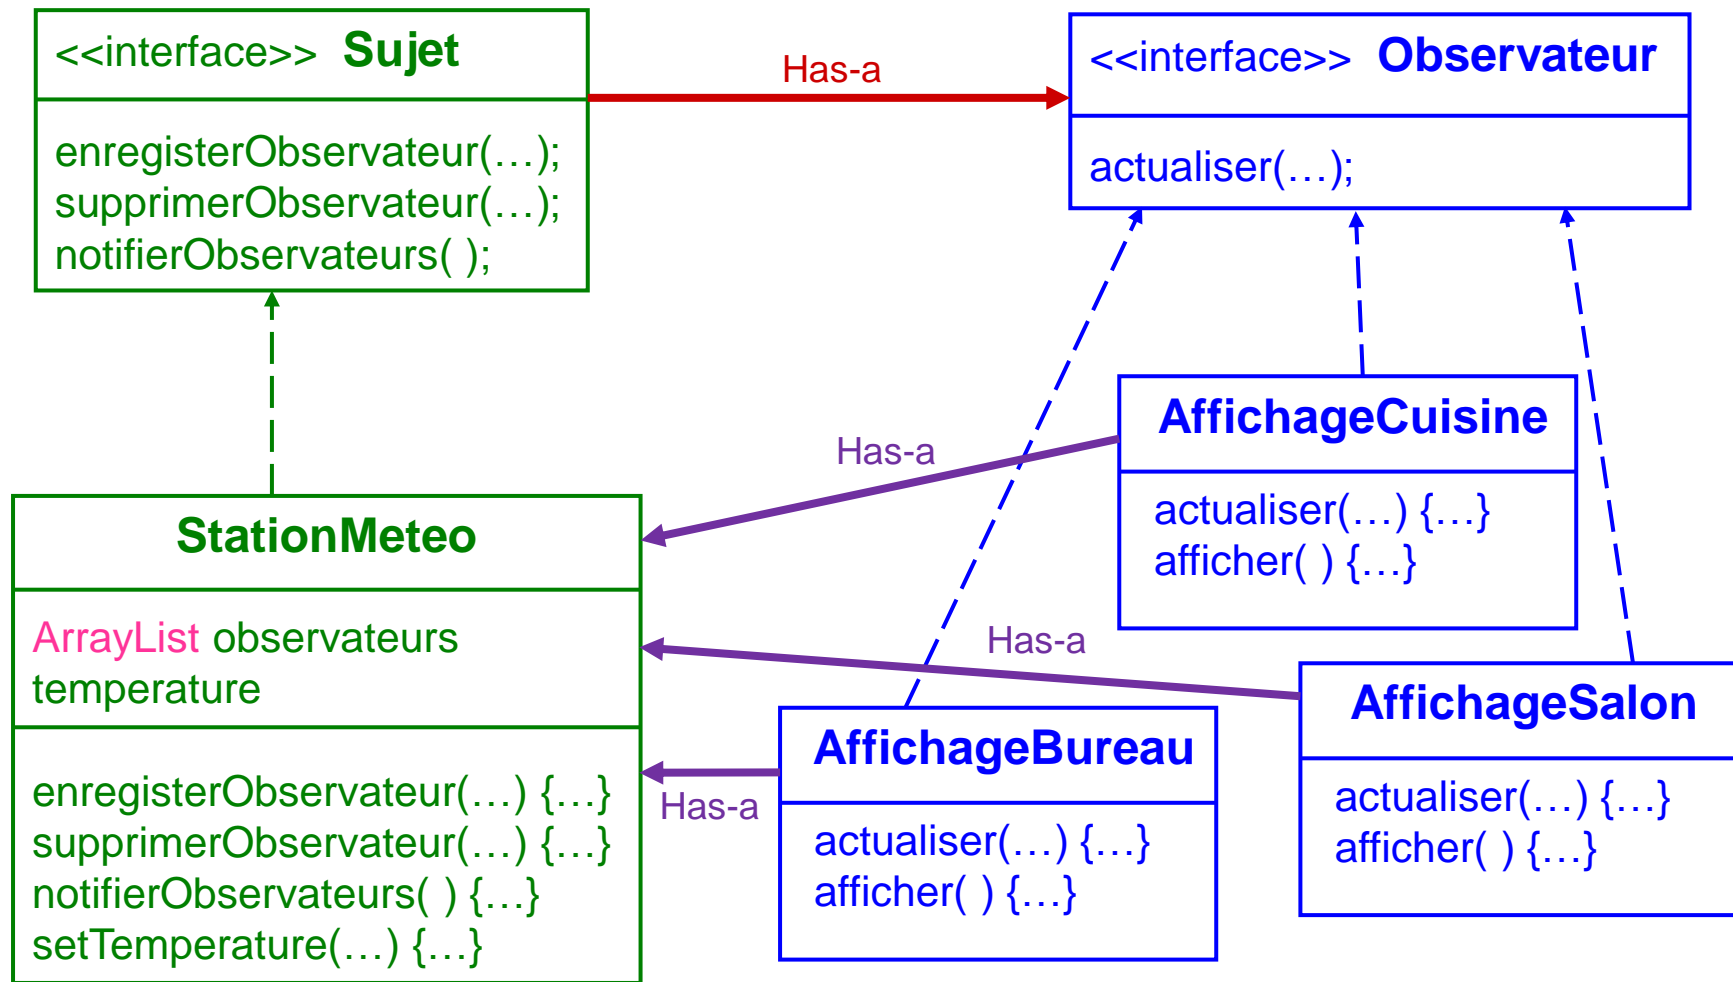 <<interface>> Sujet
enregisterObservateur(…);
supprimerObservateur(…);
notifierObservateurs( );
Has-a
<<interface>> Observateur
actualiser(…);
Has-a
AffichageCuisine
actualiser(…) {…}
afficher( ) {…}
StationMeteo
ArrayList observateurs
temperature
enregisterObservateur(…) {…}
supprimerObservateur(…) {…}
notifierObservateurs( ) {…}
setTemperature(…) {…}
Has-a
AffichageSalon
actualiser(…) {…}
afficher( ) {…}
Has-a
AffichageBureau
actualiser(…) {…}
afficher( ) {…}